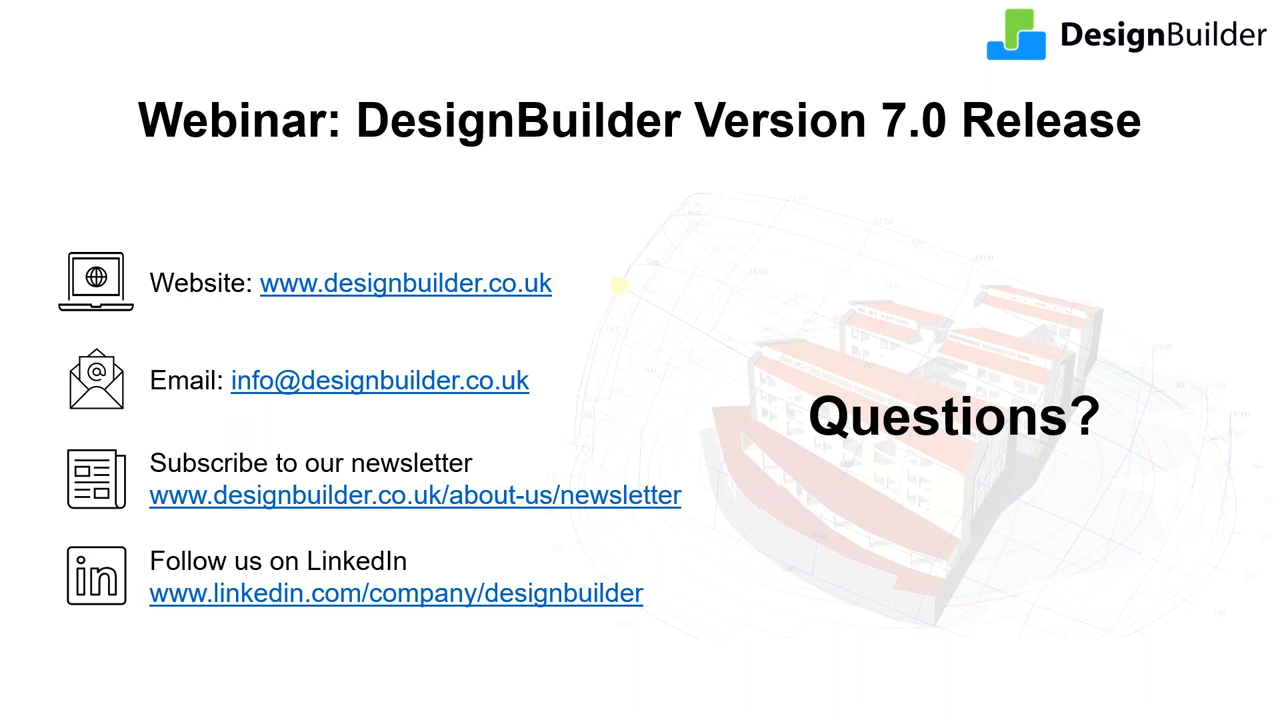 DesignBuilder
Webinar: DesignBuilder Version 7.0 Release
Website: www.designbuilder.co.uk
Email: info@designbuilder.co.uk
Questions?
Subscribe to our newsletter
www.designbuilder.co.uk/about-us/newsletter
in
Follow us on LinkedIn
www.linkedin.com/company/designbuilder